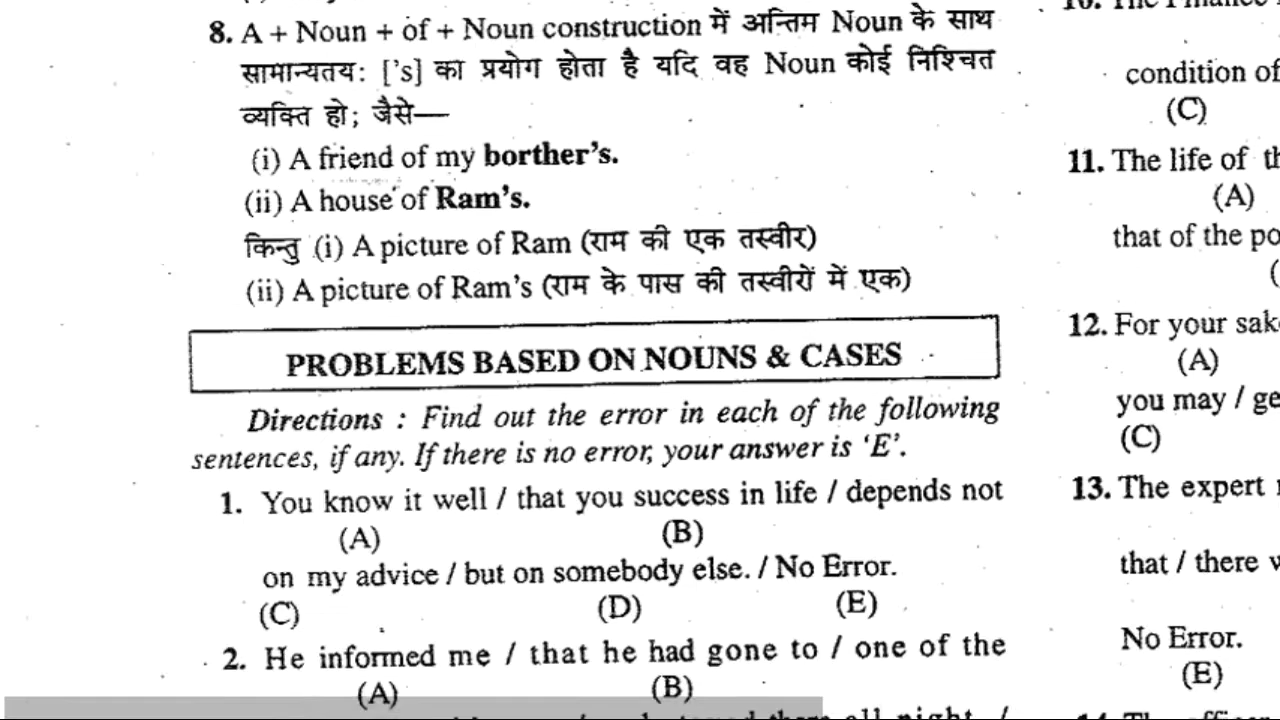 8. A + Noun + of + Noun construction में अन्तिम Noun के साथ
सामान्यतय: ['s] का प्रयोग होता है यदि वह Noun कोई निश्चित
व्यक्ति हो; जैसे—
(i) A friend of my borther's.
(ii) A house of Ram's.
किन्तु (i) A picture of Ram (राम की एक तस्वीर)
(ii) A picture of Ram's (राम के पास की तस्वीरों में एक)
PROBLEMS BASED ON NOUNS & CASES
Directions : Find out the error in each of the following
sentences, if any. If there is no error, your answer is 'E'.
1. You know it well / that you success in life / depends not
(A) (B)
on my advice / but on somebody else. / No Error.
(C) (D) (E)
2. He informed me / that he had gone to / one of the
(A) (B)
all night. /
condition of
(C)
11. The life of
(A)
that of the
12. For your
(A)
you may /
(C)
13. The expert
that / there
No Error.
(E)